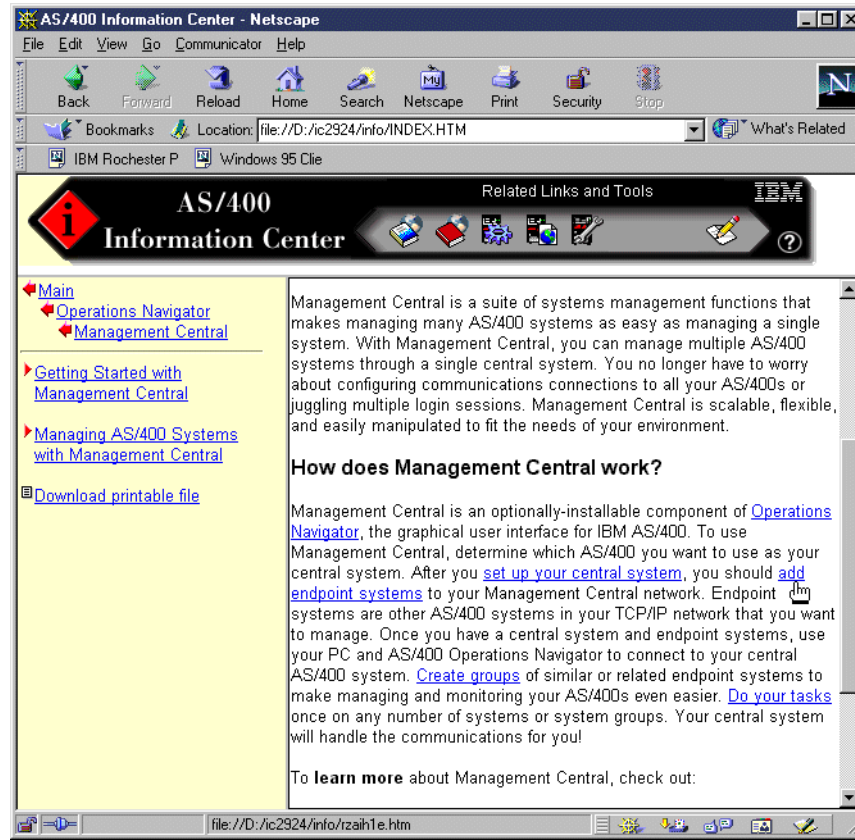 AS/400 Information Center - Netscape
File Edit View Go Communicator Help
Back Forward Reload Home Search Netscape Print Security Stop
My
N
Bookmarks Location: file:///D:/ic2924/info/INDEX.HTM What's Related
IBM Rochester P Windows 95 Clie
AS/400
Information Center
i
Related Links and Tools
IBM
?
Main
Operations Navigator
Management Central
Getting Started with
Management Central
Managing AS/400 Systems
with Management Central
Download printable file
Management Central is a suite of systems management functions that
makes managing many AS/400 systems as easy as managing a single
system. With Management Central, you can manage multiple AS/400
systems through a single central system. You no longer have to worry
about configuring communications connections to all your AS/400s or
juggling multiple login sessions. Management Central is scalable, flexible,
and easily manipulated to fit the needs of your environment.
How does Management Central work?
Management Central is an optionally-installable component of Operations
Navigator, the graphical user interface for IBM AS/400. To use
Management Central, determine which AS/400 you want to use as your
central system. After you set up your central system, you should add
endpoint systems to your Management Central network. Endpoint
systems are other AS/400 systems in your TCP/IP network that you want
to manage. Once you have a central system and endpoint systems, use
your PC and AS/400 Operations Navigator to connect to your central
AS/400 system. Create groups of similar or related endpoint systems to
make managing and monitoring your AS/400s even easier. Do your tasks
once on any number of systems or system groups. Your central system
will handle the communications for you!
To learn more about Management Central, check out:
file://D:/ic2924/info/rzaih1e.htm